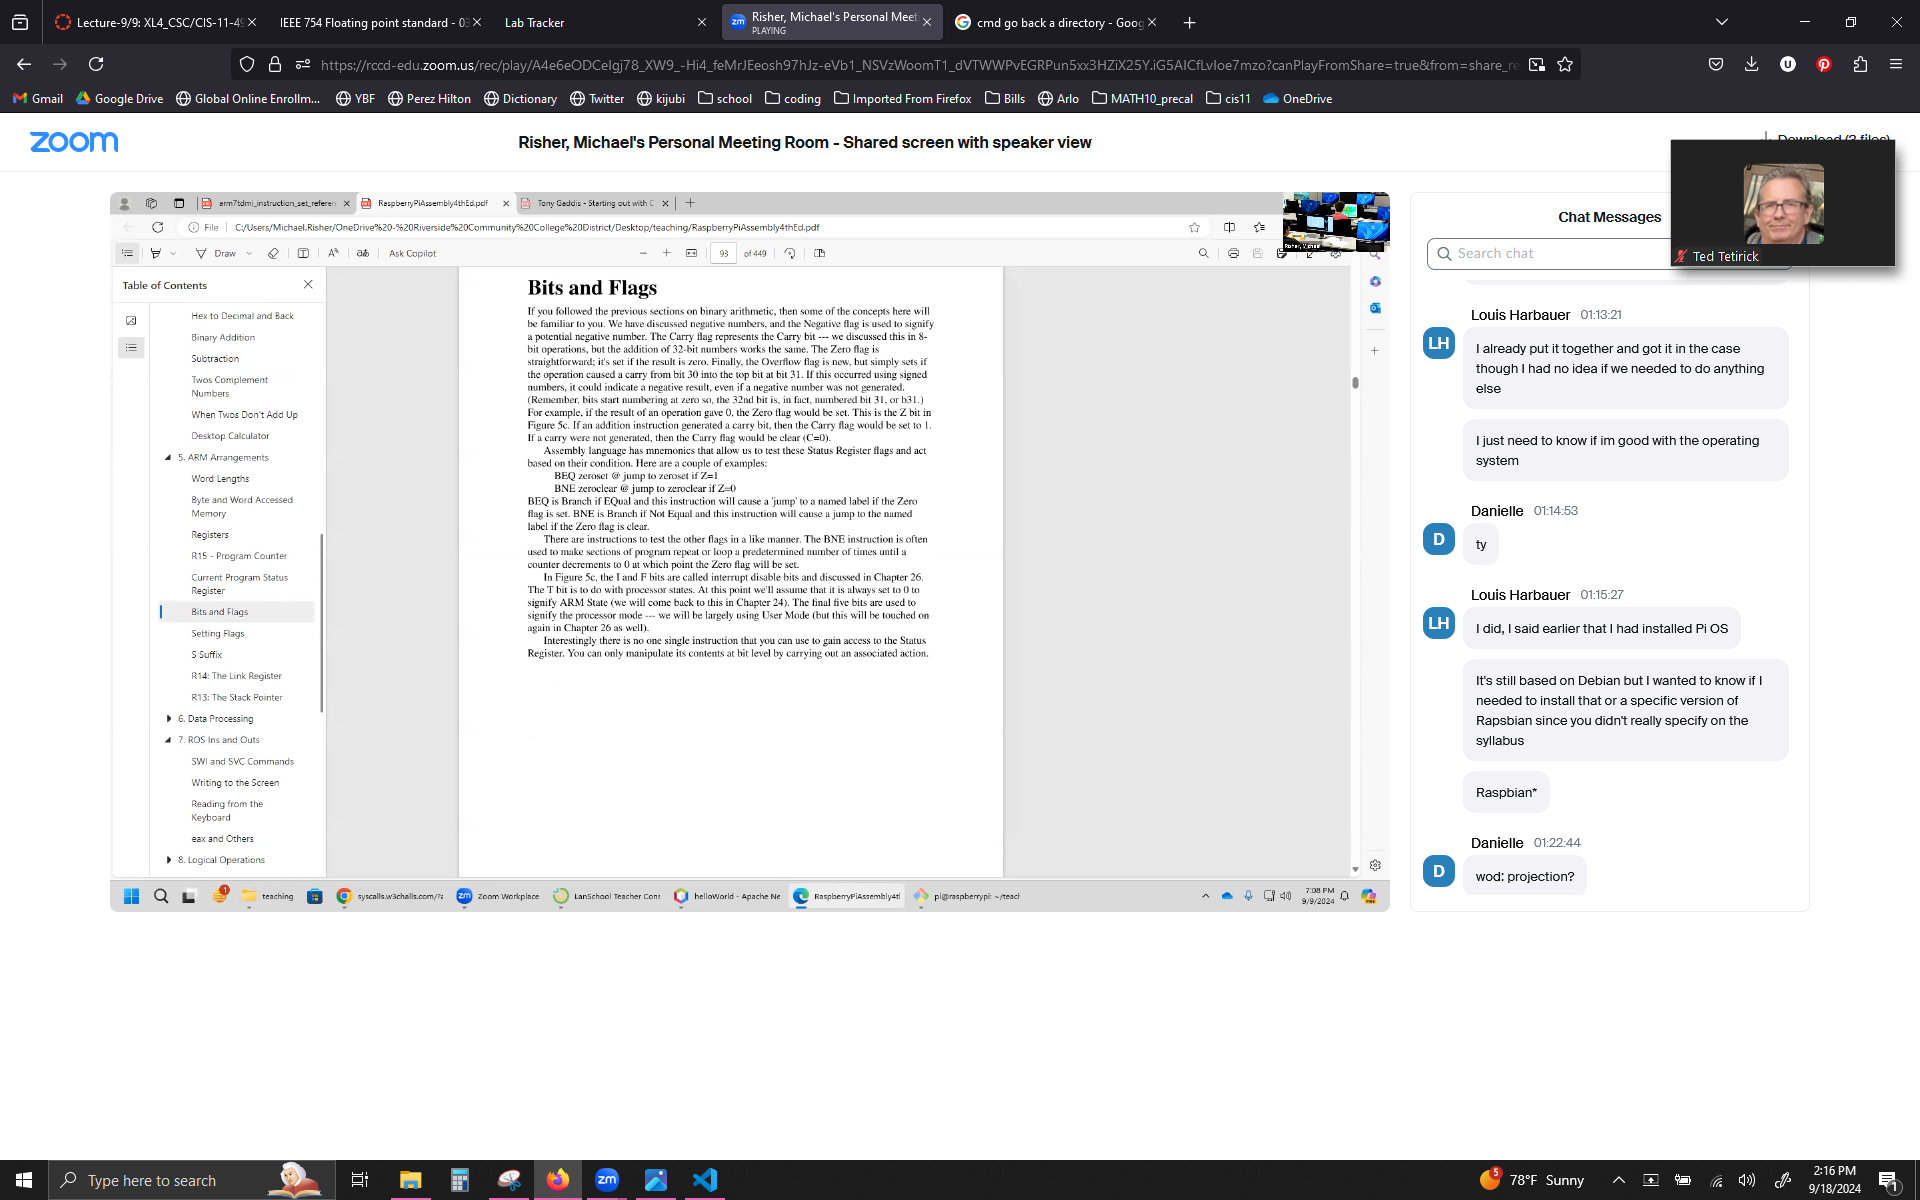 Lecture-9/9: XL4_CSC/CIS-11-49
IEEE 754 Floating point standard - 03
Lab Tracker
Risher, Michael's Personal Meeti
PLAYING
cmd go back a directory - Goog
https://rccd-edu.zoom.us/rec/play/A4e6eODCeIgj78_XW9_-Hi4_feMrJEeosh97hJz-eVb1_NSVzWoomT1_dVTWWPvEGRPun5xx3HZiX25Y.iG5AICfLvIoe7mzo?canPlayFromShare=true&from=share_re
Gmail
Google Drive
Global Online Enrollm...
YBF
Perez Hilton
Dictionary
Twitter
kijubi
school
coding
Imported From Firefox
Bills
Arlo
MATH10_precal
cis11
OneDrive
zoom
Risher, Michael's Personal Meeting Room - Shared screen with speaker view
arm7tdmi_instruction_set_referen
RaspberryPiAssembly4thEd.pdf
Tony Gaddis - Starting out with C
File
C:/Users/Michael.Risher/OneDrive%20-%20Riverside%20Community%20College%20District/Desktop/teaching/RaspberryPiAssembly4thEd.pdf
Draw
Ask Copilot
93
of 449
Risher, Michael
Table of Contents
Hex to Decimal and Back
Binary Addition
Subtraction
Twos Complement
Numbers
When Twos Don't Add Up
Desktop Calculator
5. ARM Arrangements
Word Lengths
Byte and Word Accessed
Memory
Registers
R15 - Program Counter
Current Program Status
Register
Bits and Flags
Setting Flags
S Suffix
R14: The Link Register
R13: The Stack Pointer
6. Data Processing
7. ROS Ins and Outs
SWI and SVC Commands
Writing to the Screen
Reading from the
Keyboard
eax and Others
8. Logical Operations
Bits and Flags
If you followed the previous sections on binary arithmetic, then some of the concepts here will
be familiar to you. We have discussed negative numbers, and the Negative flag is used to signify
a potential negative number. The Carry flag represents the Carry bit --- we discussed this in 8-
bit operations, but the addition of 32-bit numbers works the same. The Zero flag is
straightforward; it's set if the result is zero. Finally, the Overflow flag is new, but simply sets if
the operation caused a carry from bit 30 into the top bit at bit 31. If this occurred using signed
numbers, it could indicate a negative result, even if a negative number was not generated.
(Remember, bits start numbering at zero so, the 32nd bit is, in fact, numbered bit 31, or b31.)
For example, if the result of an operation gave 0, the Zero flag would be set. This is the Z bit in
Figure 5c. If an addition instruction generated a carry bit, then the Carry flag would be set to 1.
If a carry were not generated, then the Carry flag would be clear (C=0).
Assembly language has mnemonics that allow us to test these Status Register flags and act
based on their condition. Here are a couple of examples:
BEQ zeroset @ jump to zeroset if Z=1
BNE zeroclear @ jump to zeroclear if Z=0
BEQ is Branch if EQual and this instruction will cause a 'jump' to a named label if the Zero
flag is set. BNE is Branch if Not Equal and this instruction will cause a jump to the named
label if the Zero flag is clear.
There are instructions to test the other flags in a like manner. The BNE instruction is often
used to make sections of program repeat or loop a predetermined number of times until a
counter decrements to 0 at which point the Zero flag will be set.
In Figure 5c, the I and F bits are called interrupt disable bits and discussed in Chapter 26.
The T bit is to do with processor states. At this point we'll assume that it is always set to 0 to
signify ARM State (we will come back to this in Chapter 24). The final five bits are used to
signify the processor mode --- we will be largely using User Mode (but this will be touched on
again in Chapter 26 as well).
Interestingly there is no one single instruction that you can use to gain access to the Status
Register. You can only manipulate its contents at bit level by carrying out an associated action.
teaching
syscalls.w3challs.com/?a
Zoom Workplace
LanSchool Teacher Cons
helloWorld - Apache Ne
RaspberryPiAssembly4tl
pi@raspberrypi: ~/teach
7:08 PM
9/9/2024
Download (3 files)
Chat Messages
Search chat
Ted Tetirick
Louis Harbauer 01:13:21
LH
I already put it together and got it in the case
though I had no idea if we needed to do anything
else
I just need to know if im good with the operating
system
Danielle 01:14:53
D
ty
Louis Harbauer 01:15:27
LH
I did, I said earlier that I had installed Pi OS
It's still based on Debian but I wanted to know if I
needed to install that or a specific version of
Rapsbian since you didn't really specify on the
syllabus
Raspbian*
Danielle 01:22:44
D
wod: projection?
Type here to search
5
78°F Sunny
2:16 PM
9/18/2024
1